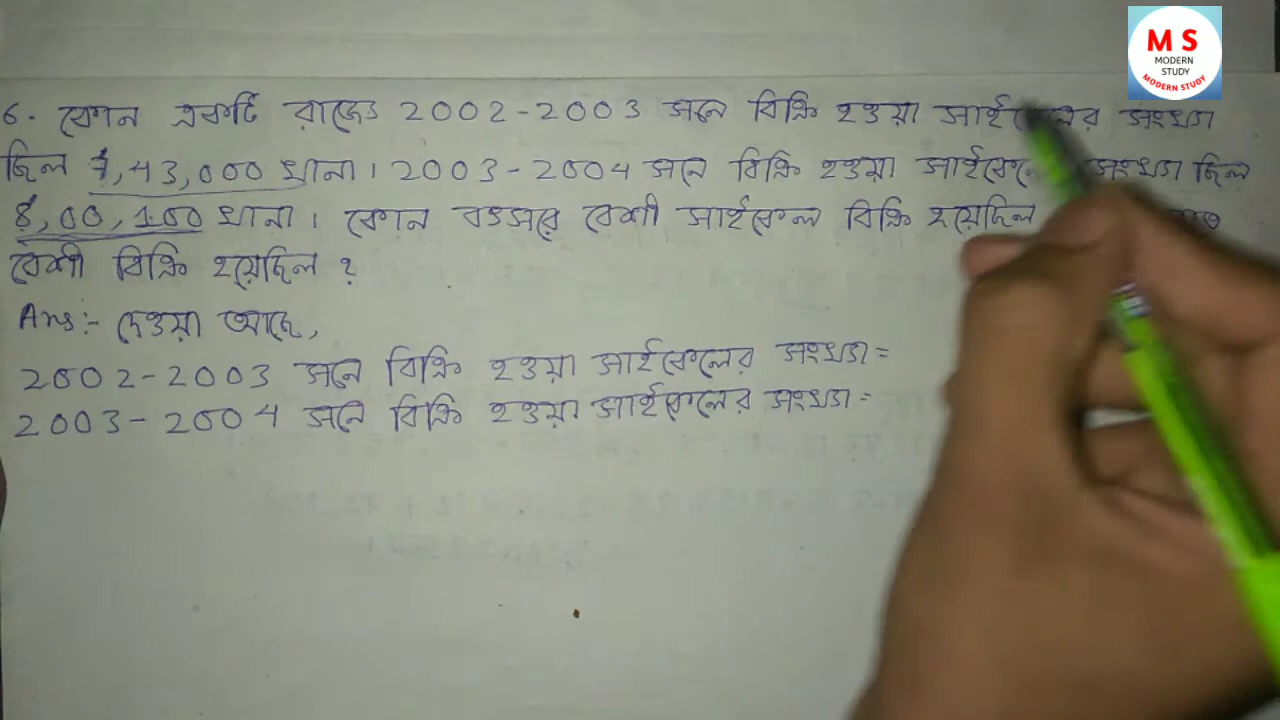 M S
MODERN
STUDY
MODERN STUDY
6. কোন একটি রাজ্যে 2002-2003 সনে বিক্রি হওয়া সাইকেলের সংখ্যা
ছিল 7,43,000 খানা। 2003-2004 সনে বিক্রি হওয়া সংখ্যা ছিল
8,00,100 খানা। কোন বৎসরে বেশী সাইকেল বিক্রি হয়েছিল
বেশী বিক্রি হয়েছিল ?
Ans:- দেওয়া আছে,
2002-2003 সনে বিক্রি হওয়া সাইকেলের সংখ্যা =
2003-2004 সনে বিক্রি হওয়া সাইকেলের সংখ্যা =